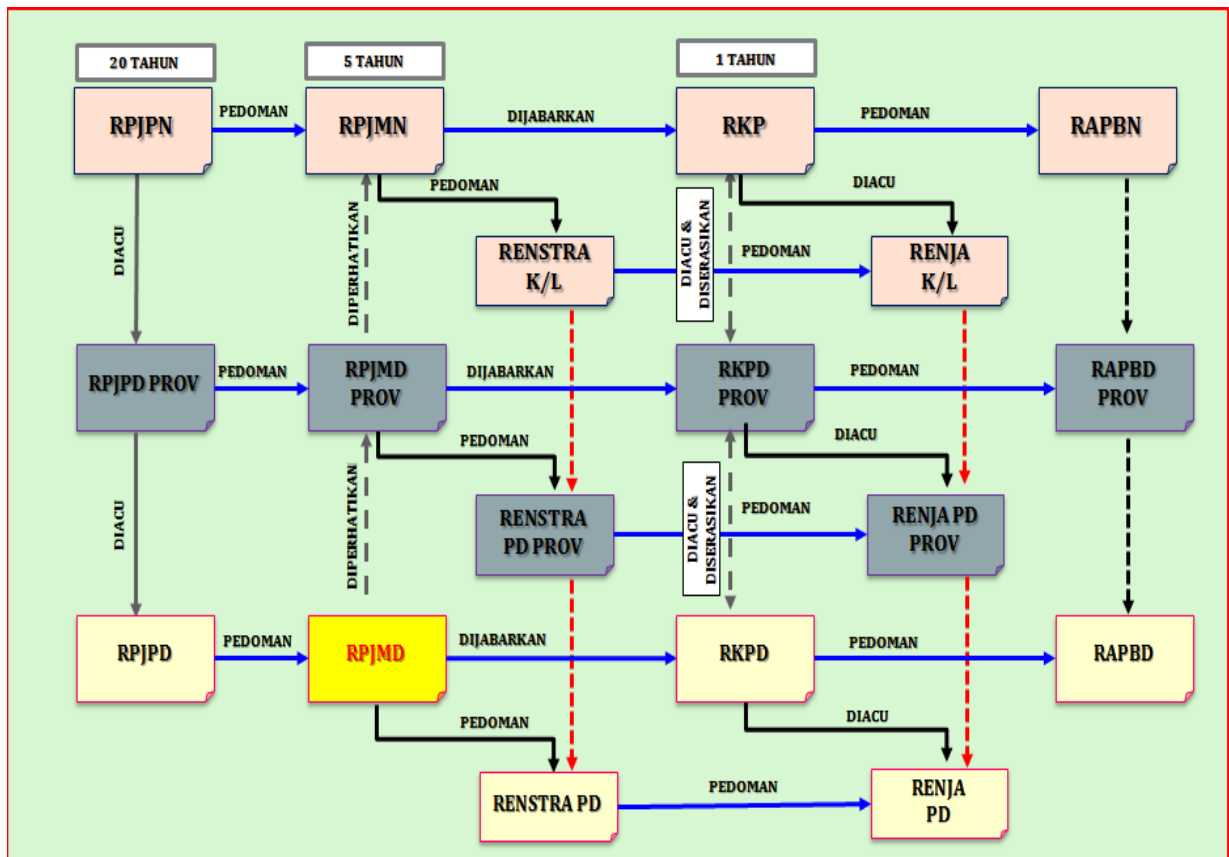 20 TAHUN
5 TAHUN
1 TAHUN
RPJPN
PEDOMAN
RPJMN
DIJABARKAN
RKP
PEDOMAN
RAPBN
DIACU
DIPERHATIKAN
PEDOMAN
RENSTRA
K/L
DIACU &
DISERASIKAN
PEDOMAN
DIACU
RENJA
K/L
RPJPD PROV
PEDOMAN
RPJMD
PROV
DIJABARKAN
RKPD
PROV
PEDOMAN
RAPBD
PROV
DIACU
DIPERHATIKAN
PEDOMAN
RENSTRA
PD PROV
DIACU &
DISERASIKAN
PEDOMAN
DIACU
RENJA PD
PROV
RPJPD
PEDOMAN
RPJMD
DIJABARKAN
RKPD
PEDOMAN
RAPBD
PEDOMAN
RENSTRA PD
PEDOMAN
DIACU
RENJA
PD